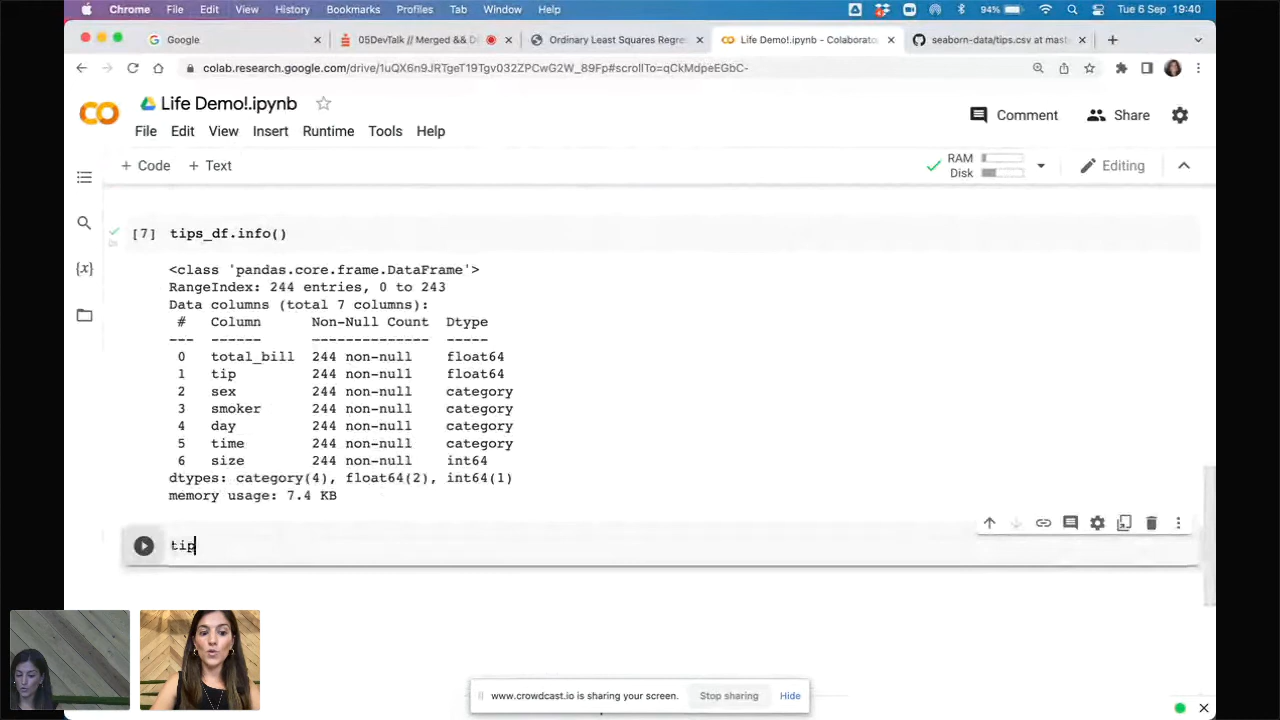 Chrome File Edit View History Bookmarks Profiles Tab Window Help 94% Tue 6 Sep 19:40
Google 05DevTalk // Merged && D Ordinary Least Squares Regres Life Demo!.ipynb - Colaborato seaborn-data/tips.csv at maste
colab.research.google.com/drive/1uQX6n9JRTgeT19Tgv032ZPCwG2W_89Fp#scrollTo=qCkMdpeEGbC-
CO Life Demo!.ipynb
Comment Share
File Edit View Insert Runtime Tools Help
+ Code + Text RAM Disk Editing
[7] tips_df.info()
{x}
<class 'pandas.core.frame.DataFrame'>
RangeIndex: 244 entries, 0 to 243
Data columns (total 7 columns):
# Column Non-Null Count Dtype
--- ------ -------------- -----
0 total_bill 244 non-null float64
1 tip 244 non-null float64
2 sex 244 non-null category
3 smoker 244 non-null category
4 day 244 non-null category
5 time 244 non-null category
6 size 244 non-null int64
dtypes: category(4), float64(2), int64(1)
memory usage: 7.4 KB
tip
www.crowdcast.io is sharing your screen. Stop sharing Hide